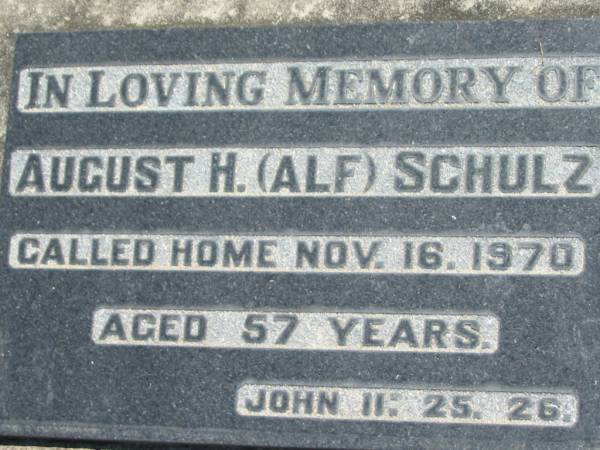 IN LOVING MEMORY OF
AUGUST H. (ALF) SCHULZ
CALLED HOME NOV. 16. 1970
AGED 57 YEARS.
JOHN 11: 25. 26.